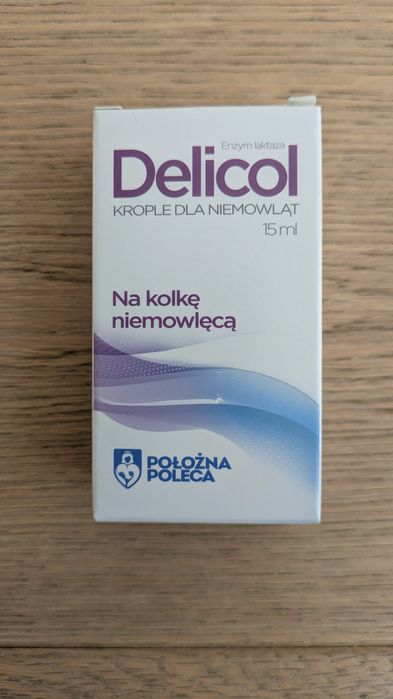 Enzym laktaza
Delicol
KROPLE DLA NIEMOWLĄT
15 ml
Na kolkę
niemowlęcą
POŁOŻNA
POLECA